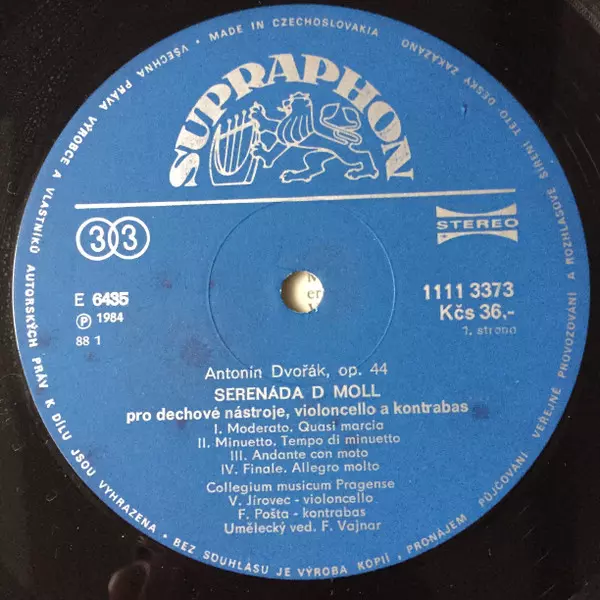 MADE IN CZECHOSLOVAKIA
SUPRAPHON
33
STEREO
E 6435
Ⓟ 1984
88 1
1111 3373
Kčs 36,-
1. strana
Antonín Dvořák, op. 44
SERENÁDA D MOLL
pro dechové nástroje, violoncello a kontrabas
I. Moderato. Quasi marcia
II. Minuetto. Tempo di minuetto
III. Andante con moto
IV. Finale. Allegro molto
Collegium musicum Pragense
V. Jírovec - violoncello
F. Pošta - kontrabas
Umělecký ved. F. Vajnar
VŠECHNA PRÁVA VÝROBCE A VLASTNÍKŮ AUTORSKÝCH PRÁV K DÍLU JSOU VYHRAZENA • BEZ SOUHLASU JE VÝROBA KOPIÍ, PRONÁJEM, PŮJČOVÁNÍ VEŘEJNÉ PROVOZOVÁNÍ A ROZHLASOVÉ ŠÍŘENÍ TÉTO DESKY ZAKÁZÁNO